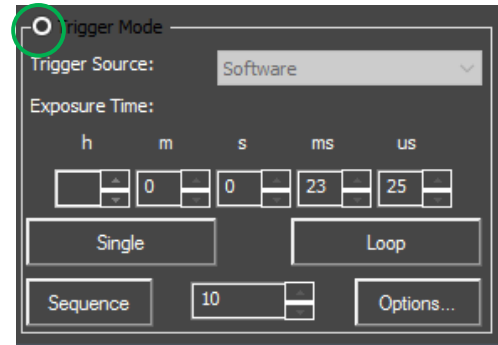 Trigger Mode
Trigger Source: Software
Exposure Time:
h m s ms us
0 0 23 25
Single Loop
Sequence 10 Options...